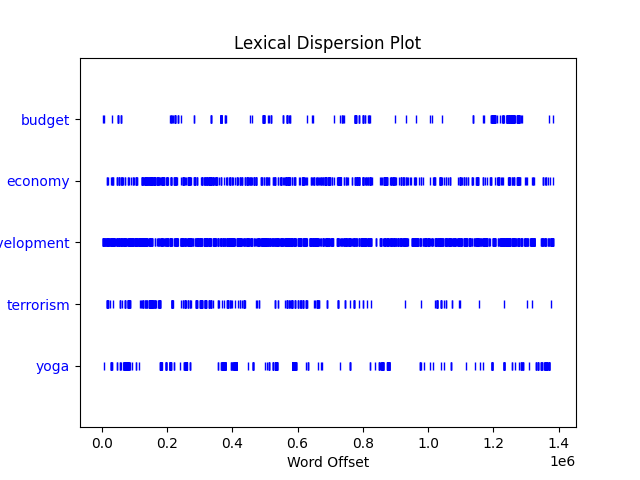 Lexical Dispersion Plot
budget
economy
velopment
terrorism
yoga
0.0 0.2 0.4 0.6 0.8 1.0 1.2 1.4
1e6
Word Offset